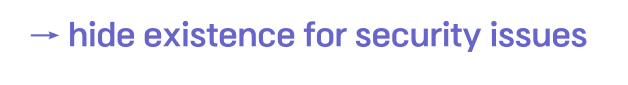 → hide existence for security issues